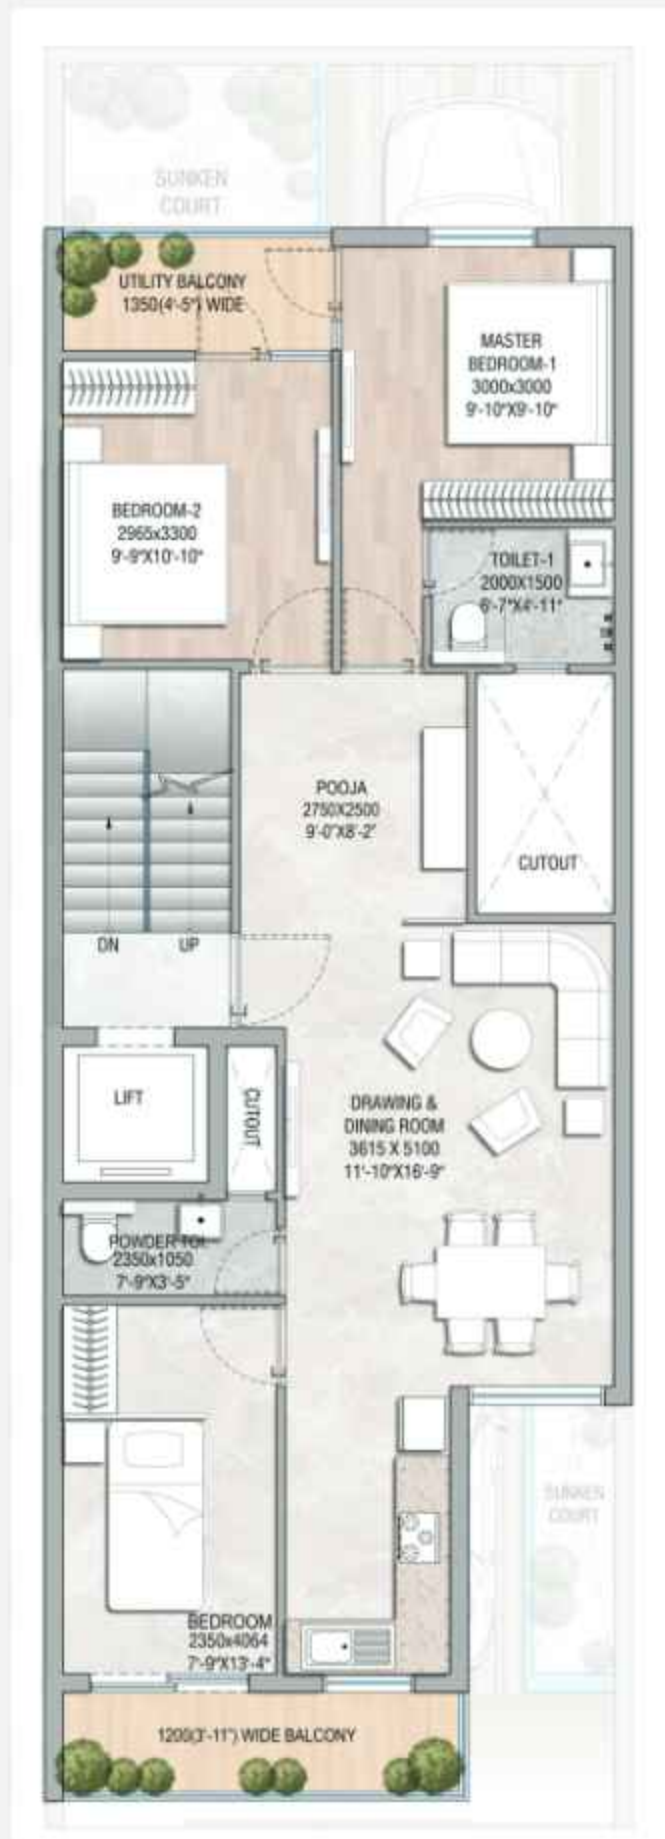 SUNKEN
COURT
UTILITY BALCONY
1350(4'-5") WIDE
MASTER
BEDROOM-1
3000x3000
9'-10"X9'-10"
BEDROOM-2
2965x3300
9'-9"X10'-10"
TOILET-1
2000X1500
6'-7"X4'-11"
POOJA
2750X2500
9'-0"X8'-2"
CUTOUT
DN
UP
LIFT
CUTOUT
DRAWING &
DINING ROOM
3615 X 5100
11'-10"X16'-9"
POWDER TOI.
2350x1050
7'-9"X3'-5"
SUNKEN
COURT
BEDROOM
2350x4064
7'-9"X13'-4"
1200(3'-11") WIDE BALCONY